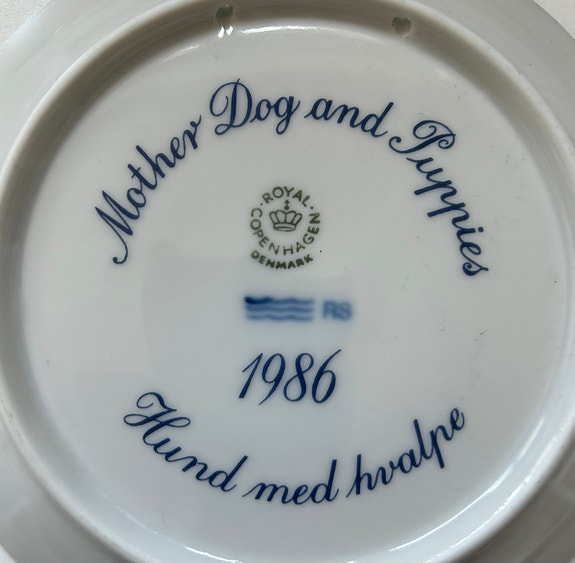 Mother Dog and Puppies
ROYAL COPENHAGEN
DENMARK
RS
1986
Hund med hvalpe